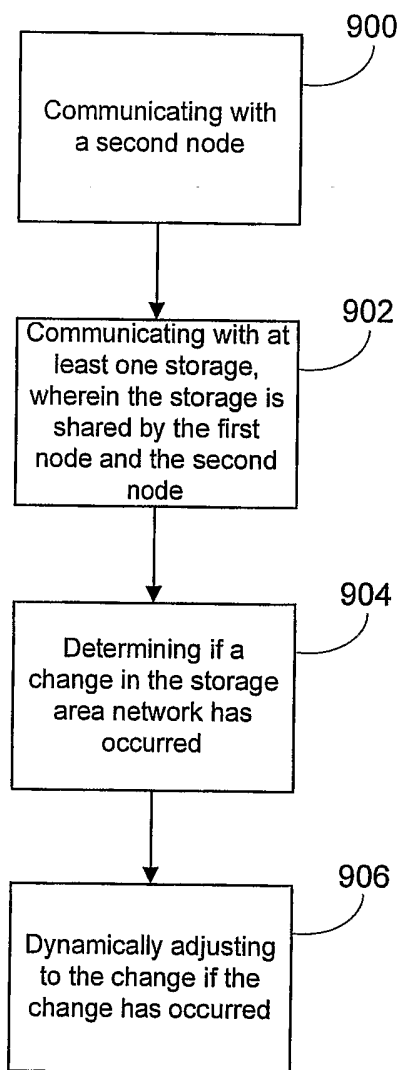 900
Communicating with
a second node
902
Communicating with at
least one storage,
wherein the storage is
shared by the first
node and the second
node
904
Determining if a
change in the storage
area network has
occurred
906
Dynamically adjusting
to the change if the
change has occurred